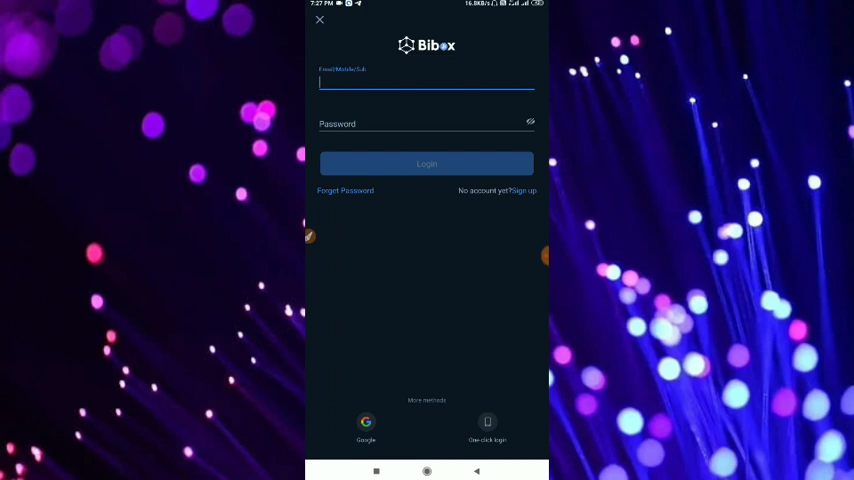 7:27 PM
16.8KB/s
Bibox
Email/Mobile/Sub
Password
Login
Forget Password
No account yet?Sign up
More methods
Google
One-click login